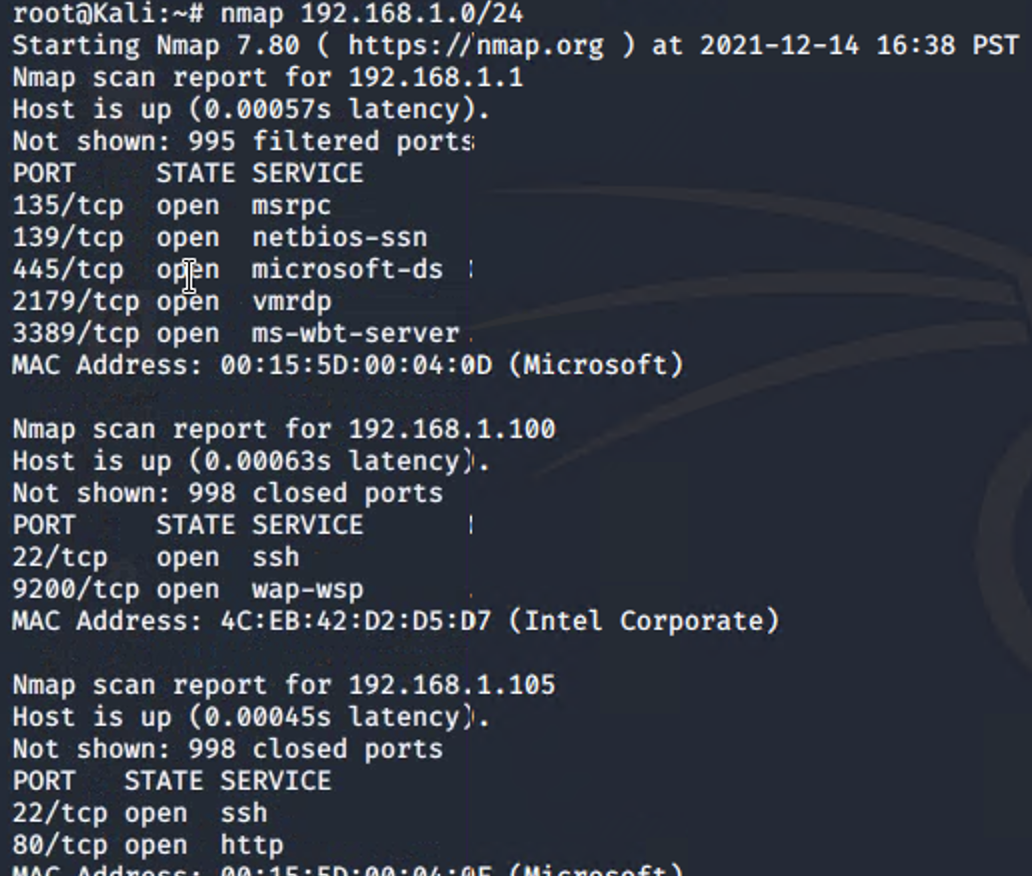 root@Kali:~# nmap 192.168.1.0/24
Starting Nmap 7.80 ( https://nmap.org ) at 2021-12-14 16:38 PST
Nmap scan report for 192.168.1.1
Host is up (0.00057s latency).
Not shown: 995 filtered ports
PORT     STATE SERVICE
135/tcp  open  msrpc
139/tcp  open  netbios-ssn
445/tcp  open  microsoft-ds
2179/tcp open  vmrdp
3389/tcp open  ms-wbt-server
MAC Address: 00:15:5D:00:04:0D (Microsoft)
Nmap scan report for 192.168.1.100
Host is up (0.00063s latency).
Not shown: 998 closed ports
PORT     STATE SERVICE
22/tcp   open  ssh
9200/tcp open  wap-wsp
MAC Address: 4C:EB:42:D2:D5:D7 (Intel Corporate)
Nmap scan report for 192.168.1.105
Host is up (0.00045s latency).
Not shown: 998 closed ports
PORT   STATE SERVICE
22/tcp open  ssh
80/tcp open  http
MAC Address: (Microsoft)